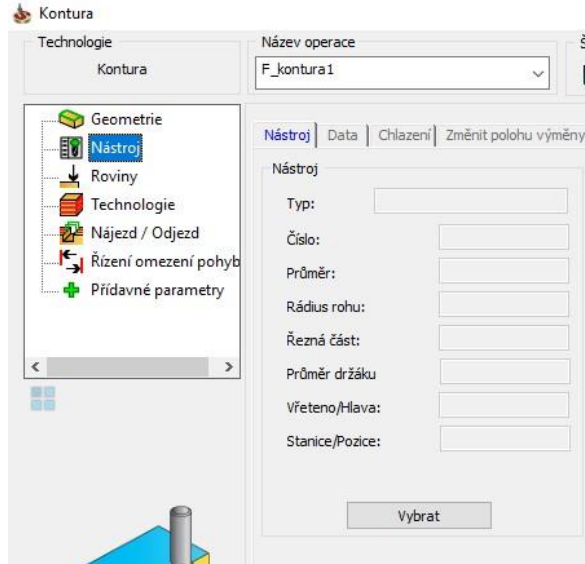 Kontura
Technologie
Kontura
Název operace
F_kontura1
Geometrie
Nástroj
Roviny
Technologie
Nájezd / Odjezd
Řízení omezení pohyb
Přídavné parametry
Nástroj Data Chlazení Změnit polohu výměny
Nástroj
Typ:
Číslo:
Průměr:
Rádius rohu:
Řezná část:
Průměr držáku
Vřeteno/Hlava:
Stanice/Pozice:
Vybrat